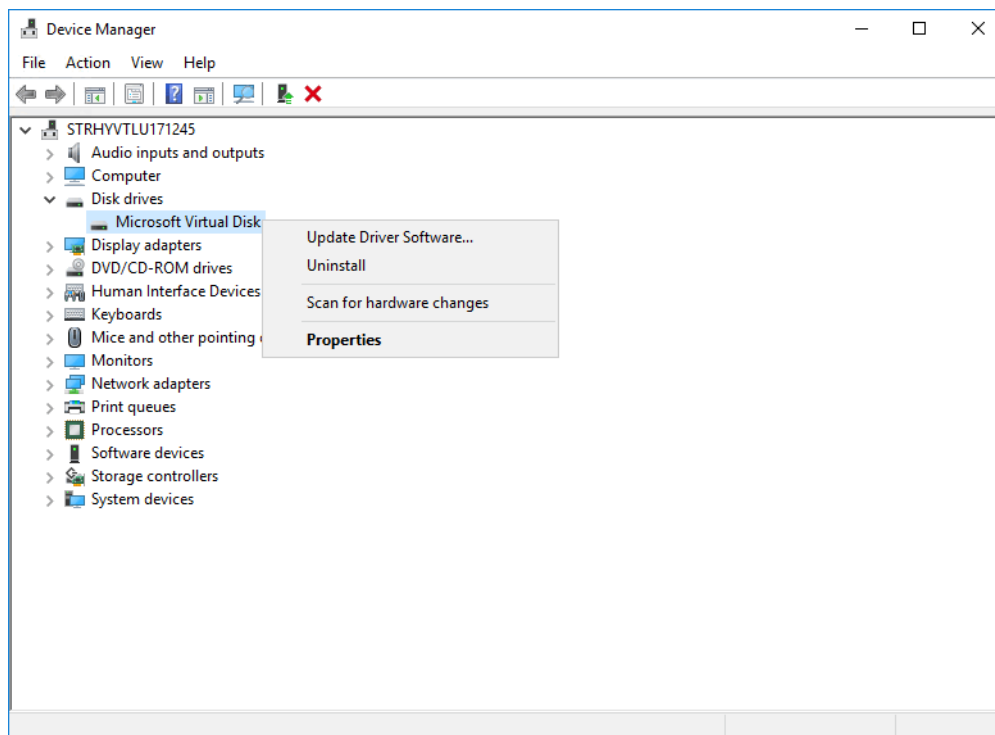 Device Manager
File Action View Help
STRHYVTLU171245
Audio inputs and outputs
Computer
Disk drives
Microsoft Virtual Disk
Display adapters
DVD/CD-ROM drives
Human Interface Devices
Keyboards
Mice and other pointing
Monitors
Network adapters
Print queues
Processors
Software devices
Storage controllers
System devices
Update Driver Software...
Uninstall
Scan for hardware changes
Properties